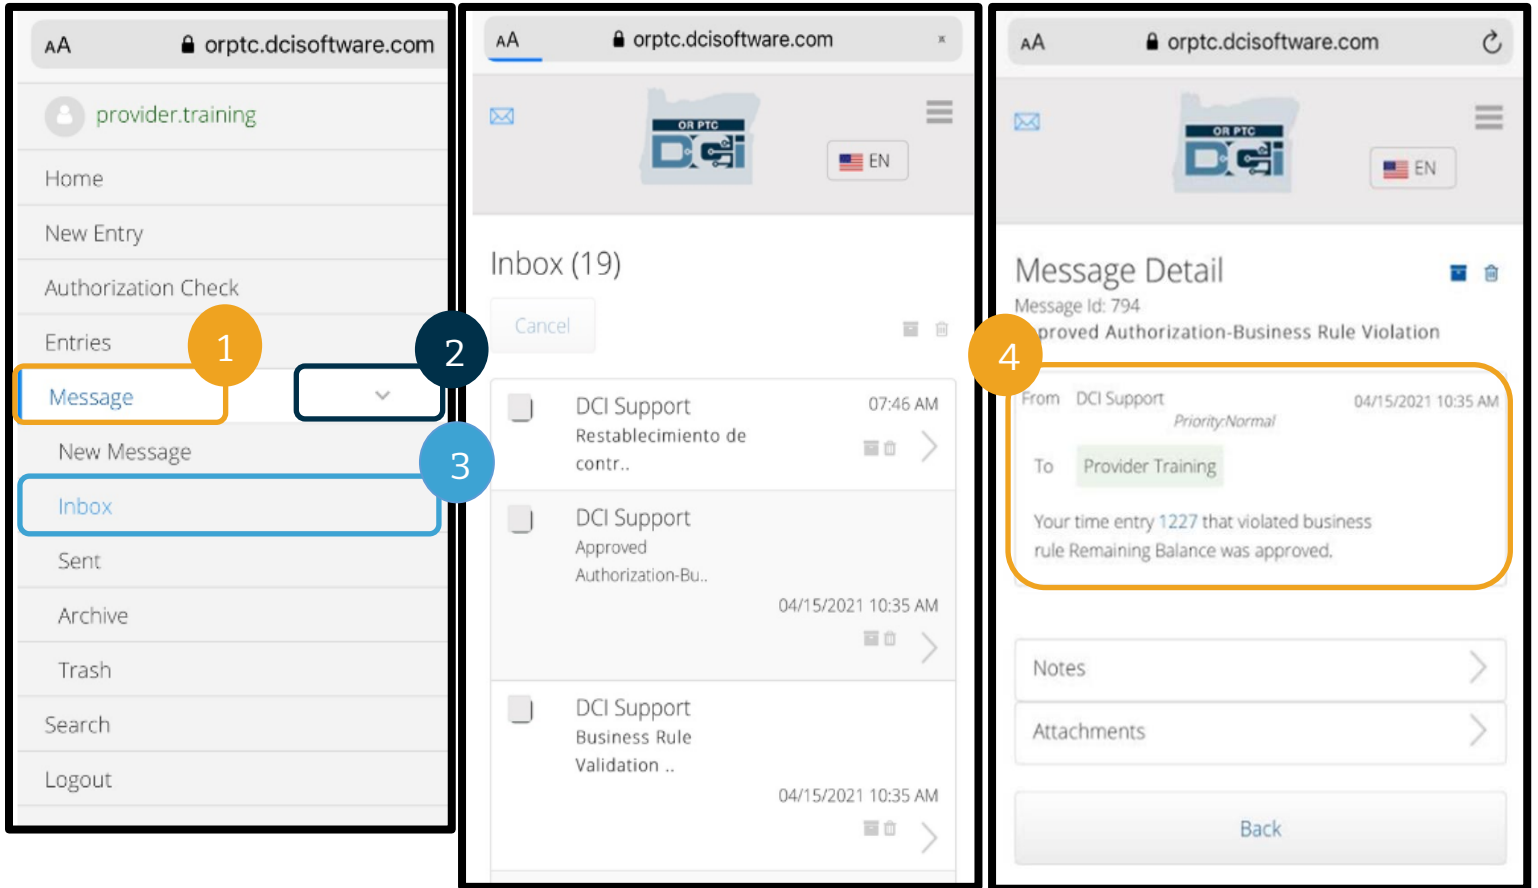 AA orptc.dcisoftware.com
provider.training
Home
New Entry
Authorization Check
Entries
1
2
Message
New Message
3
Inbox
Sent
Archive
Trash
Search
Logout
AA orptc.dcisoftware.com x
OR PTC
DCi
EN
Inbox (19)
Cancel
DCI Support 07:46 AM
Restablecimiento de
contr..
DCI Support
Approved
Authorization-Bu..
04/15/2021 10:35 AM
DCI Support
Business Rule
Validation ..
04/15/2021 10:35 AM
AA orptc.dcisoftware.com
OR PTC
DCi
EN
Message Detail
Message Id: 794
proved Authorization-Business Rule Violation
4
From DCI Support 04/15/2021 10:35 AM
Priority:Normal
To Provider Training
Your time entry 1227 that violated business
rule Remaining Balance was approved.
Notes
Attachments
Back